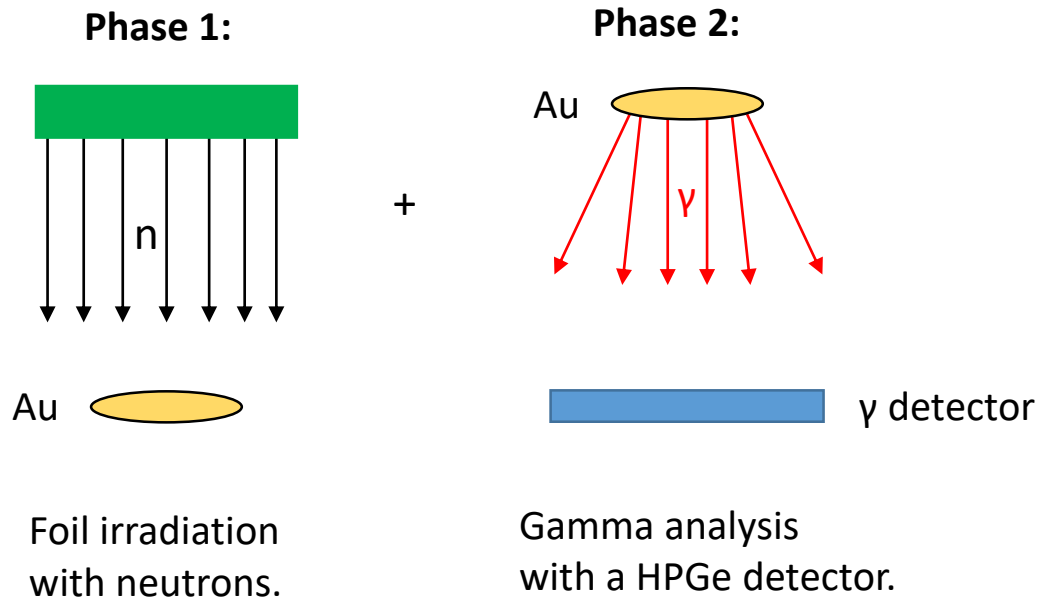 Phase 1:
n
Au
Foil irradiation
with neutrons.
+
Phase 2:
Au
γ
γ detector
Gamma analysis
with a HPGe detector.